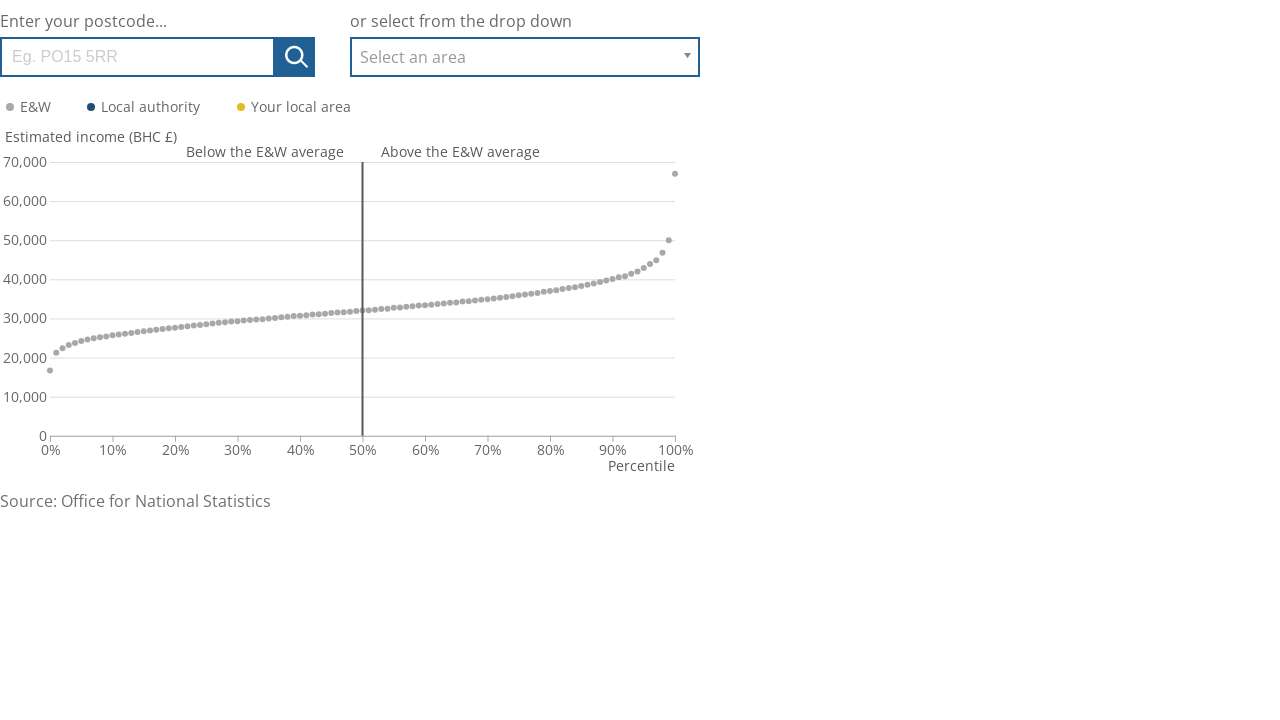 Enter your postcode...
or select from the drop down
Eg. PO15 5RR
Select an area
E&W
Local authority
Your local area
Estimated income (BHC £)
Below the E&W average
Above the E&W average
70,000
60,000
50,000
40,000
30,000
20,000
10,000
0
0% 10% 20% 30% 40% 50% 60% 70% 80% 90% 100%
Percentile
Source: Office for National Statistics